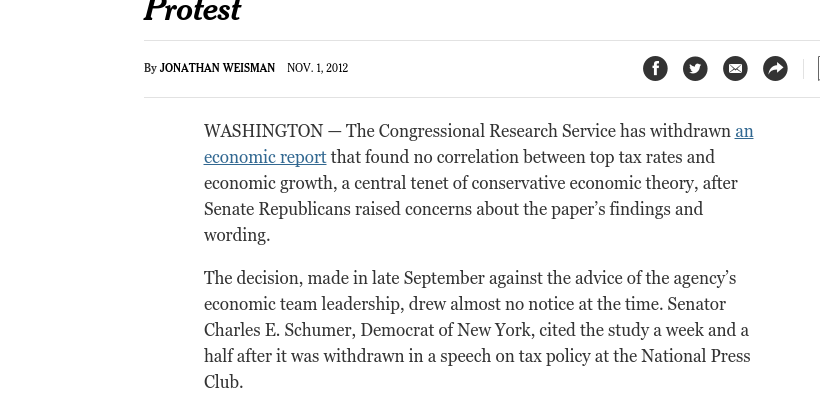 Protest
By JONATHAN WEISMAN NOV. 1, 2012
WASHINGTON — The Congressional Research Service has withdrawn an
economic report that found no correlation between top tax rates and
economic growth, a central tenet of conservative economic theory, after
Senate Republicans raised concerns about the paper’s findings and
wording.
The decision, made in late September against the advice of the agency’s
economic team leadership, drew almost no notice at the time. Senator
Charles E. Schumer, Democrat of New York, cited the study a week and a
half after it was withdrawn in a speech on tax policy at the National Press
Club.